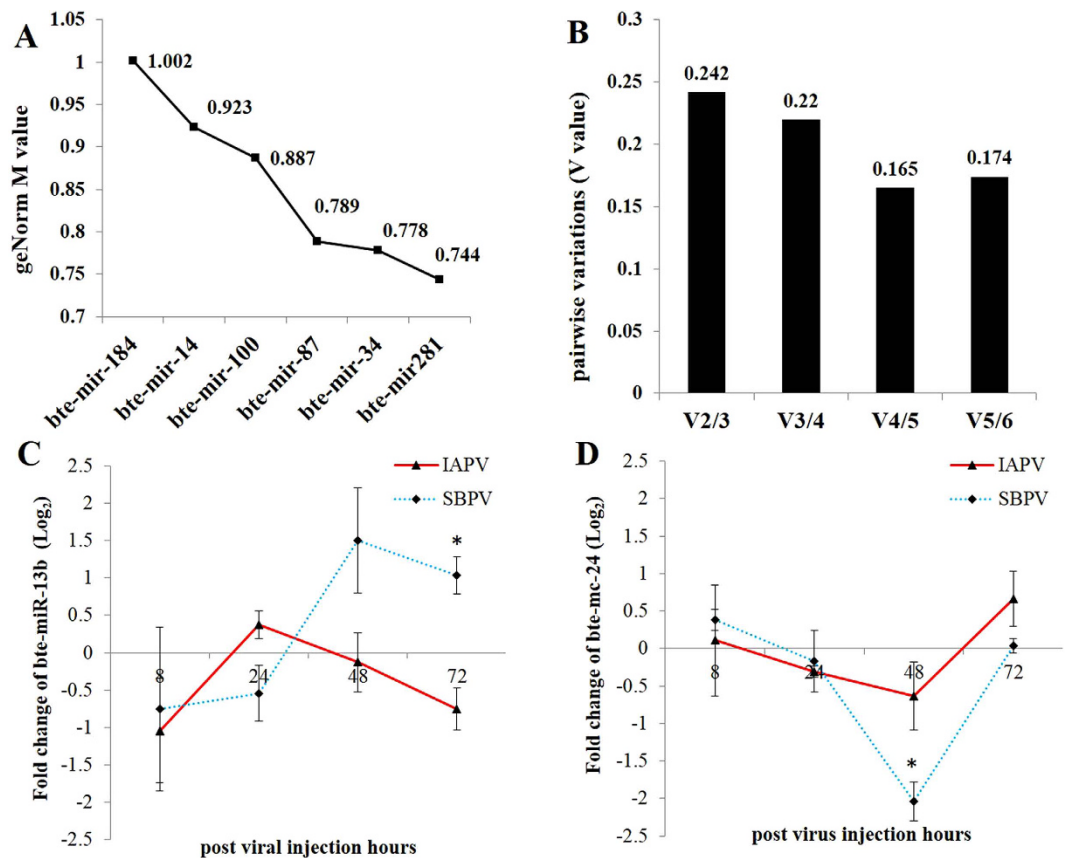 A
geNorm M value
1.05
1
0.95
0.9
0.85
0.8
0.75
0.7
1.002
0.923
0.887
0.789
0.778
0.744
bte-mir-184
bte-mir-14
bte-mir-100
bte-mir-87
bte-mir-34
bte-mir281
B
pairwise variations (V value)
0.3
0.25
0.2
0.15
0.1
0.05
0
0.242
0.22
0.165
0.174
V2/3
V3/4
V4/5
V5/6
C
Fold change of bte-miR-13b (Log2)
2.5
2
1.5
1
0.5
0
-0.5
-1
-1.5
-2
-2.5
IAPV
SBPV
*
8
24
48
72
post viral injection hours
D
Fold change of bte-mc-24 (Log2)
2.5
2
1.5
1
0.5
0
-0.5
-1
-1.5
-2
-2.5
IAPV
SBPV
8
24
48
72
*
post virus injection hours